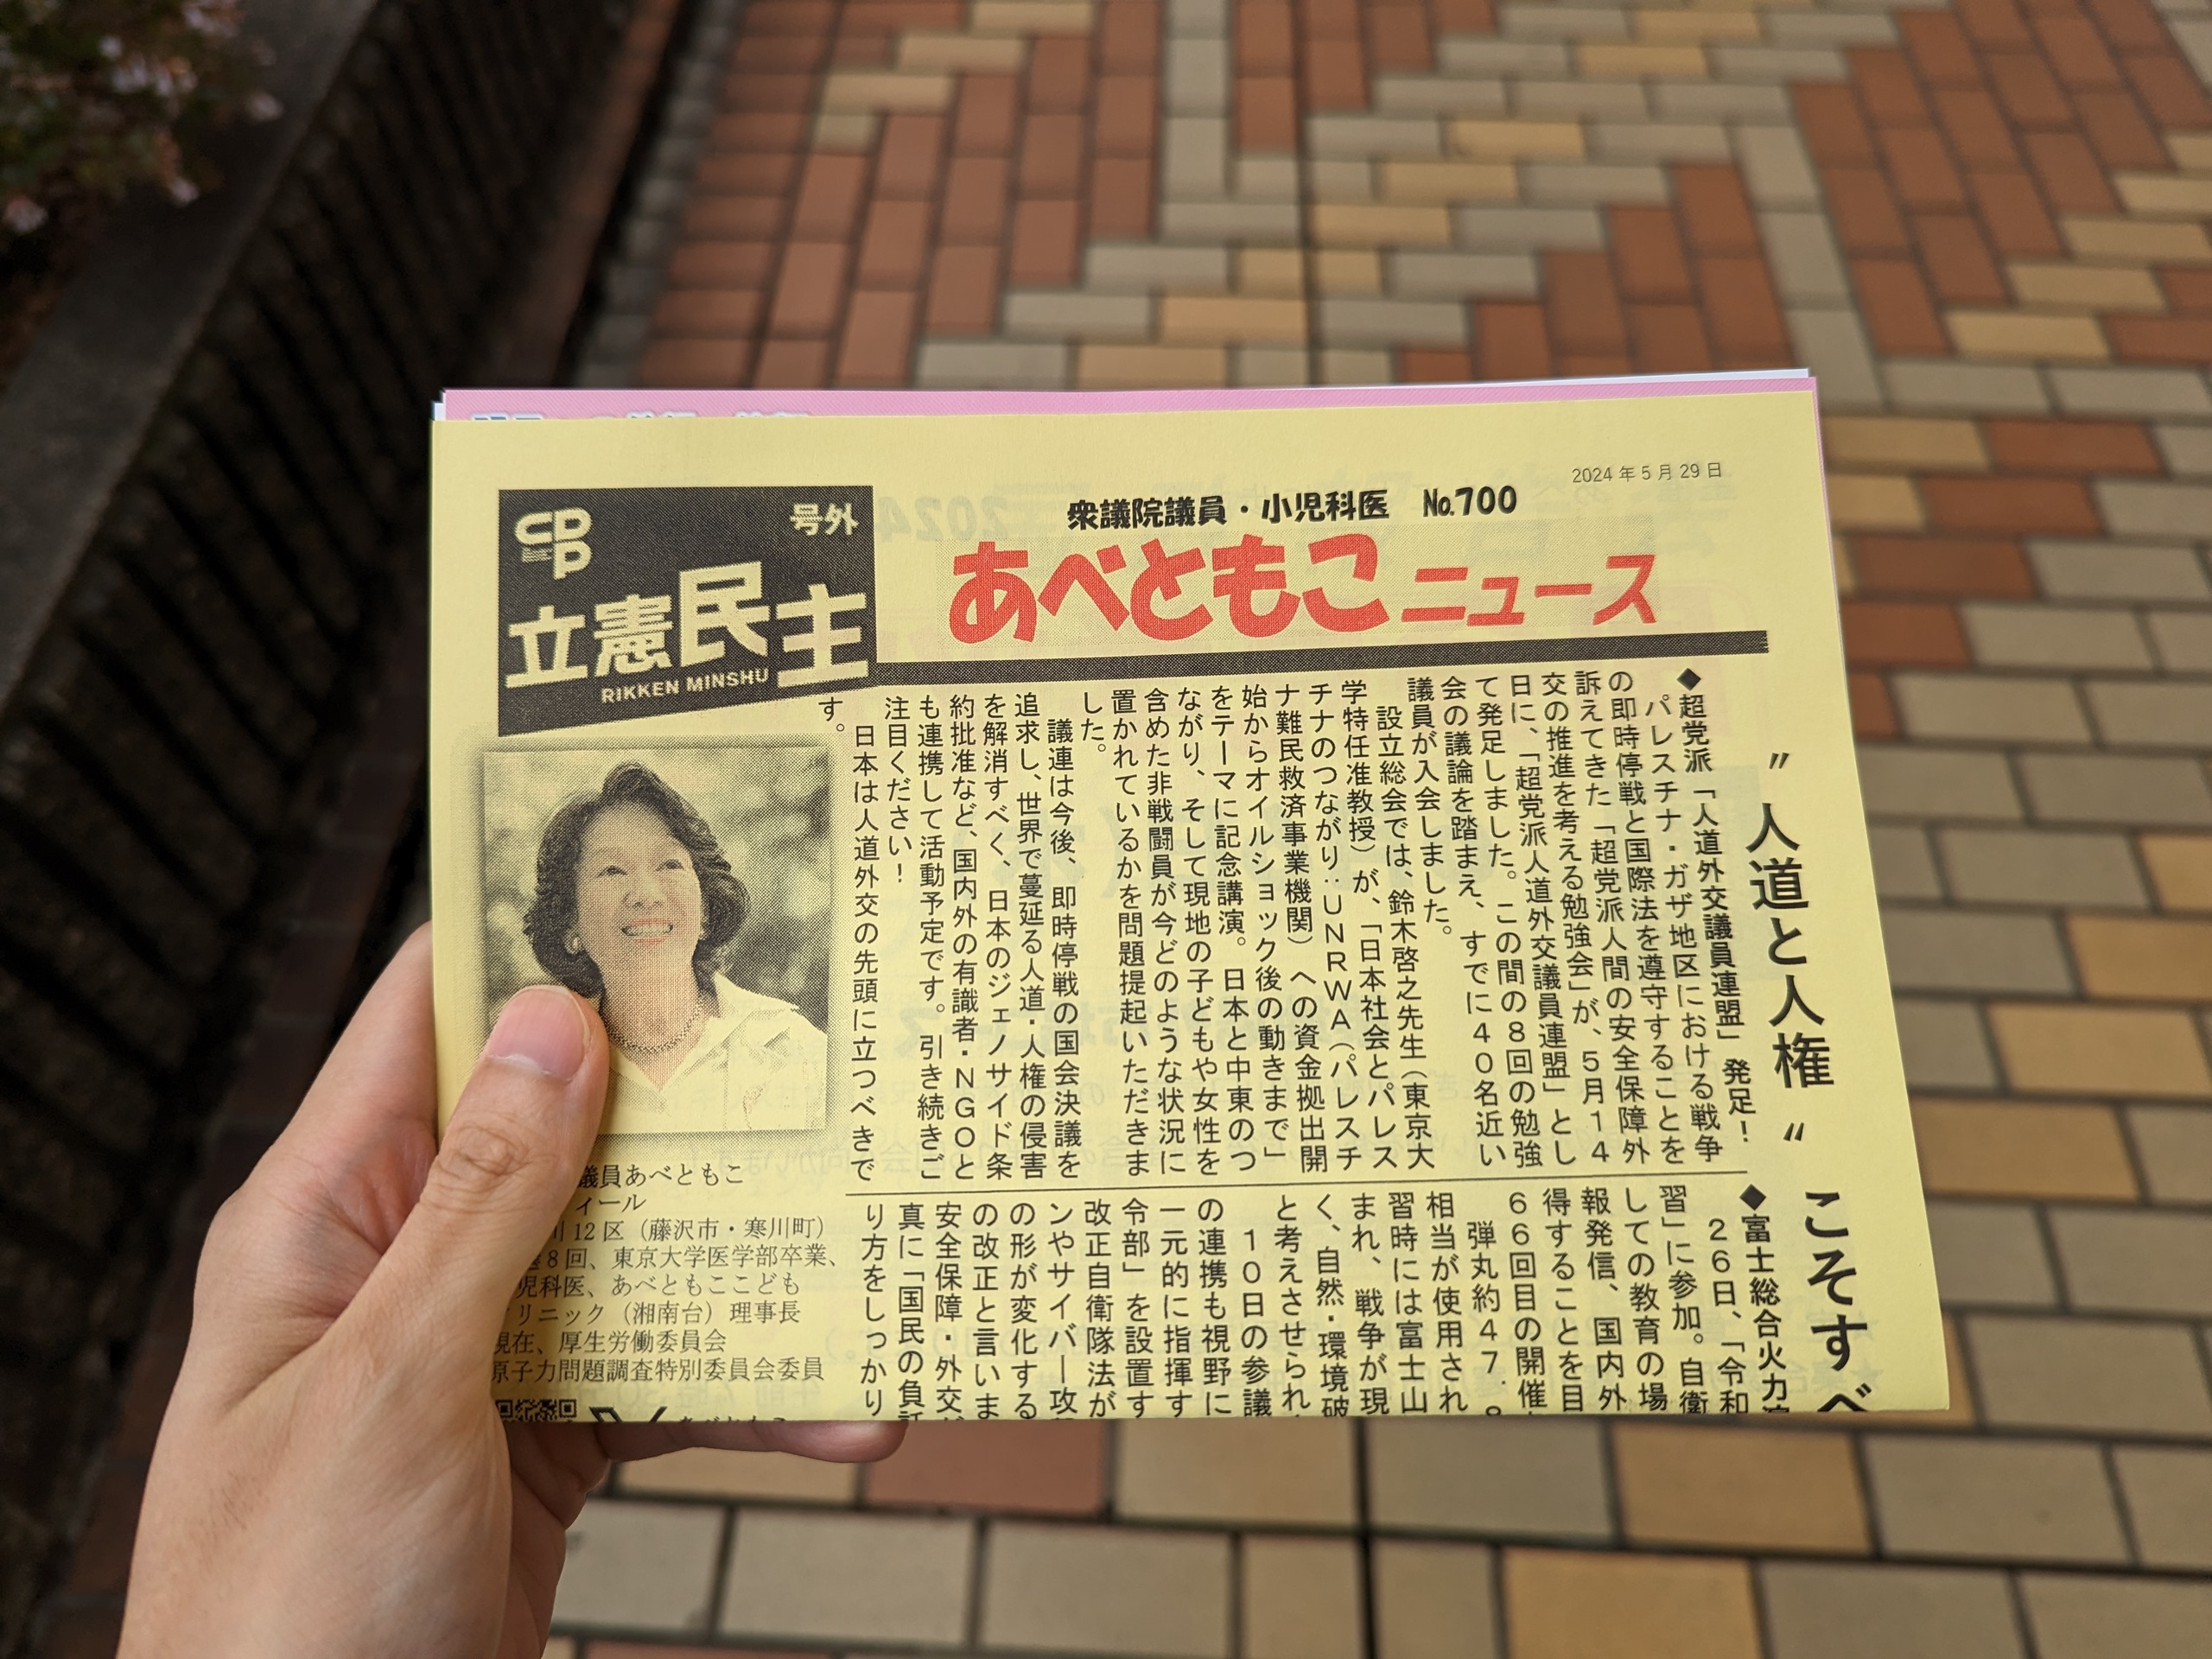 2024年5月29日
号外
CDP
立憲民主
RIKKEN MINSHU
衆議院議員・小児科医 No.700
あべともこニュース
〝人道と人権〟こそすべ
◆超党派「人道外交議員連盟」発足!
パレスチナ・ガザ地区における戦争
の即時停戦と国際法を遵守することを
訴えてきた「超党派人間の安全保障外
交の推進を考える勉強会」が、5月14
日に、「超党派人道外交議員連盟」とし
て発足しました。この間の8回の勉強
会の議論を踏まえ、すでに40名近い
議員が入会しました。
設立総会では、鈴木啓之先生(東京大
学特任准教授)が、「日本社会とパレス
チナのつながり:UNRWA(パレスチ
ナ難民救済事業機関)への資金拠出開
始からオイルショック後の動きまで」
をテーマに記念講演。日本と中東のつ
ながり、そして現地の子どもや女性を
含めた非戦闘員が今どのような状況に
置かれているかを問題提起いただきま
した。
議連は今後、即時停戦の国会決議を
追求し、世界で蔓延る人道・人権の侵害
を解消すべく、日本のジェノサイド条
約批准など、国内外の有識者・NGOと
も連携して活動予定です。引き続きご
注目ください!
日本は人道外交の先頭に立つべきで
す。
◆富士総合火力演
26日、「令和
習」に参加。自衛
しての教育の場
報発信、国内外
得することを目
66回目の開催
弾丸約47.8
相当が使用され
習時には富士山
まれ、戦争が現
く、自然・環境破
と考えさせられ
10日の参議
の連携も視野に
一元的に指揮す
令部」を設置す
改正自衛隊法が
ンやサイバー攻
の形が変化する
の改正と言いま
安全保障・外交が
真に「国民の負託
り方をしっかり
議員あべともこ
ィール
12区(藤沢市・寒川町)
8回、東京大学医学部卒業、
児科医、あべともここども
クリニック(湘南台)理事長
現在、厚生労働委員会
原子力問題調査特別委員会委員